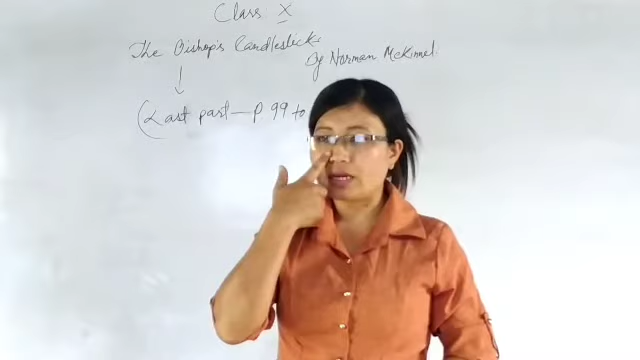 Class X
The Bishop's Candlesticks
By Norman McKinnel
(Last part — P 99 to